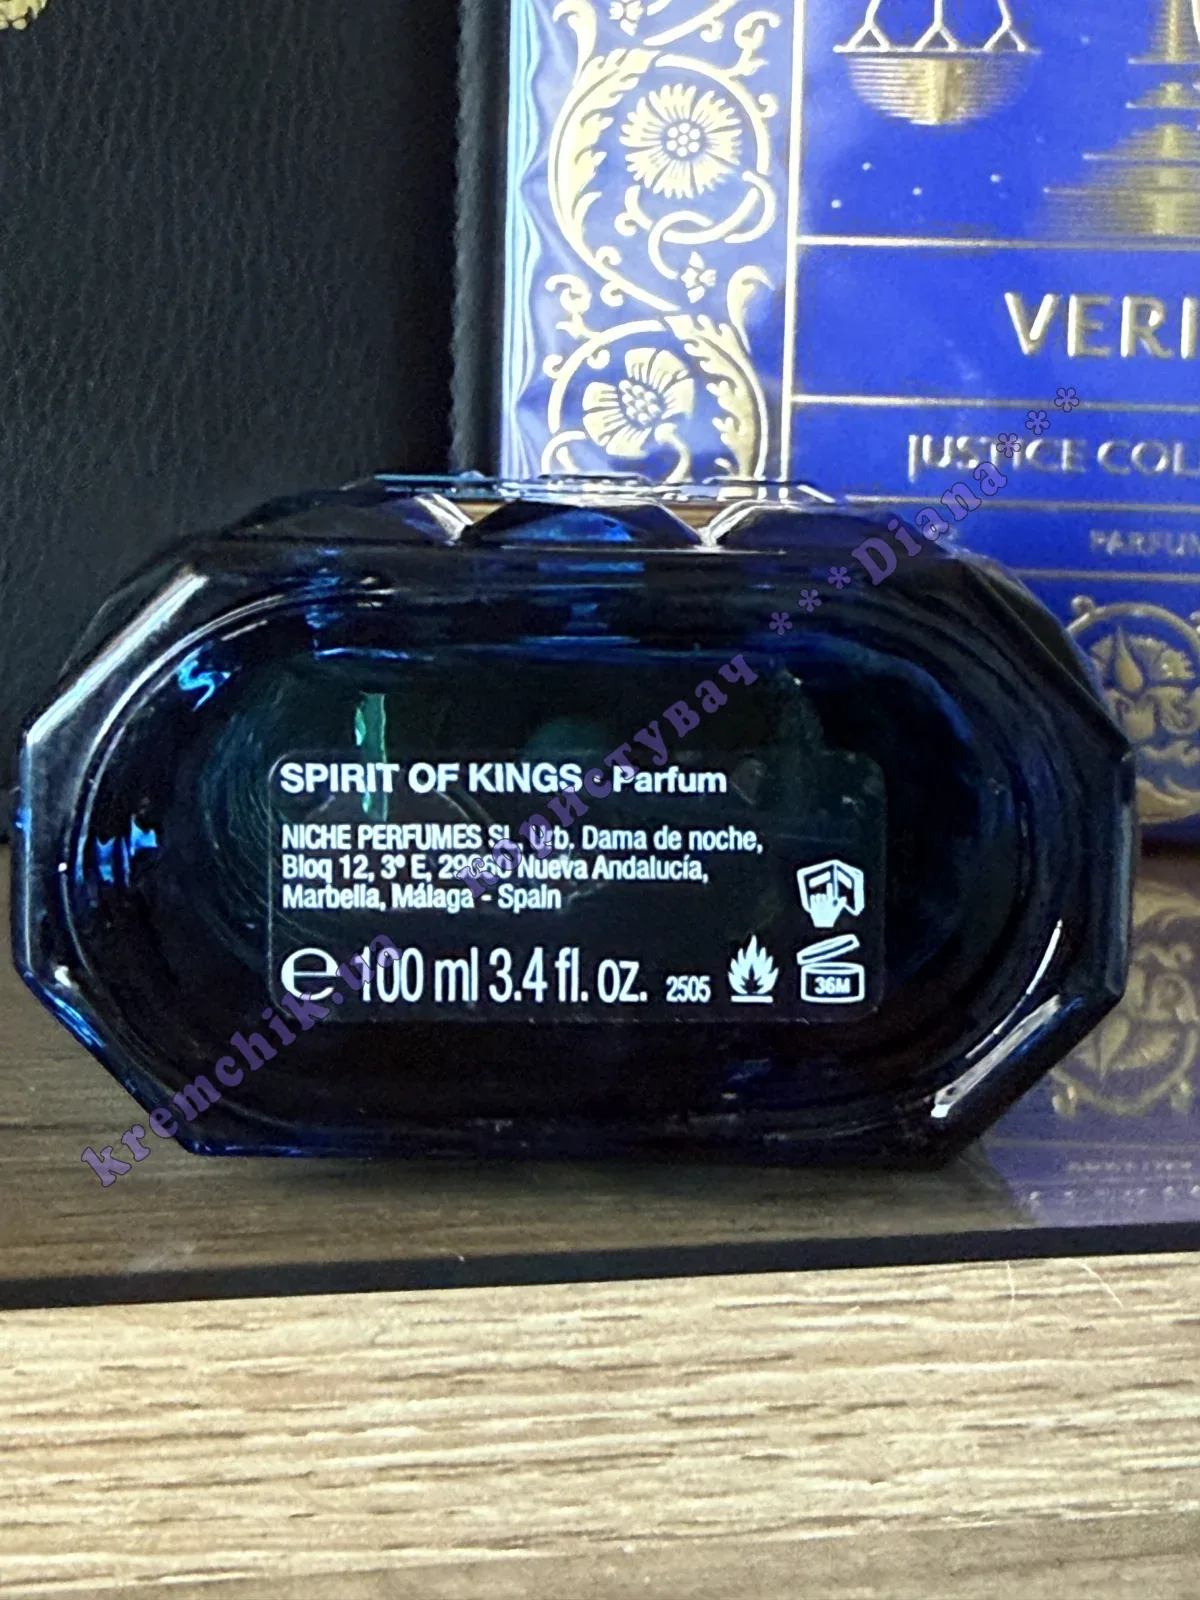 VERI
JUSTICE COL
PARFUM
SPIRIT OF KINGS - Parfum
NICHE PERFUMES SL, Urb. Dama de noche,
Bloq 12, 3º E, 29660 Nueva Andalucía,
Marbella, Málaga - Spain
℮ 100 ml 3.4 fl. oz. 2505
36M
kremchik.ua користувач ***Diana***